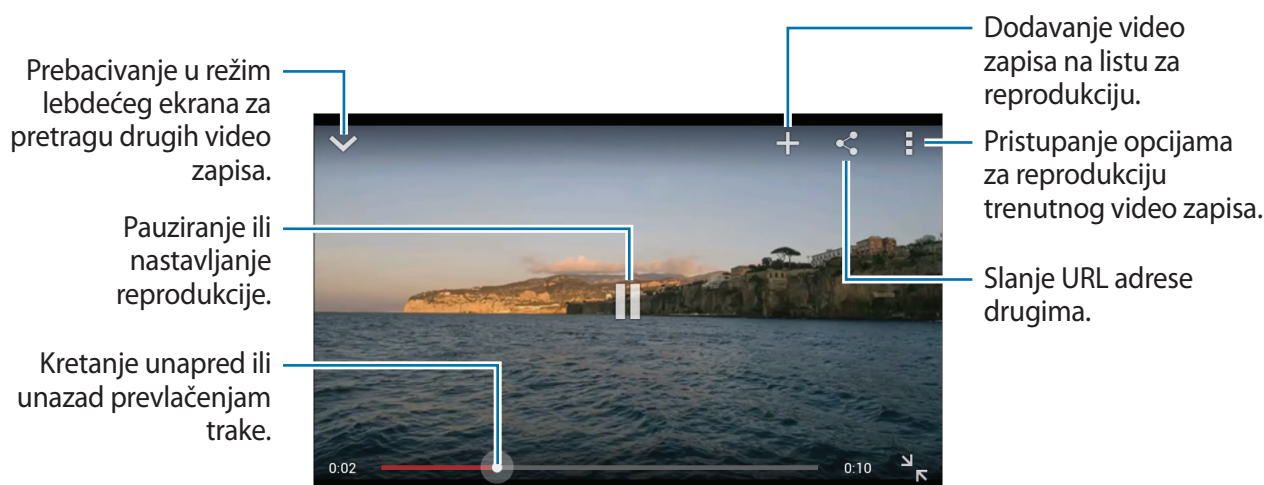 Prebacivanje u režim
lebdećeg ekrana za
pretragu drugih video
zapisa.
Pauziranje ili
nastavljanje
reprodukcije.
Kretanje unapred ili
unazad prevlačenjam
trake.
Dodavanje video
zapisa na listu za
reprodukciju.
Pristupanje opcijama
za reprodukciju
trenutnog video zapisa.
Slanje URL adrese
drugima.
0:02
0:10